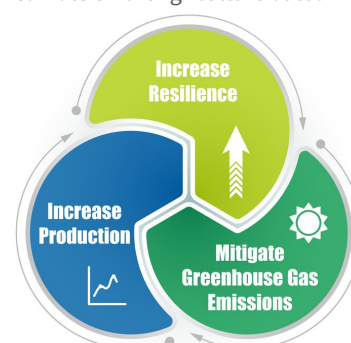 Increase
Resilience
Increase
Production
Mitigate
Greenhouse Gas
Emissions